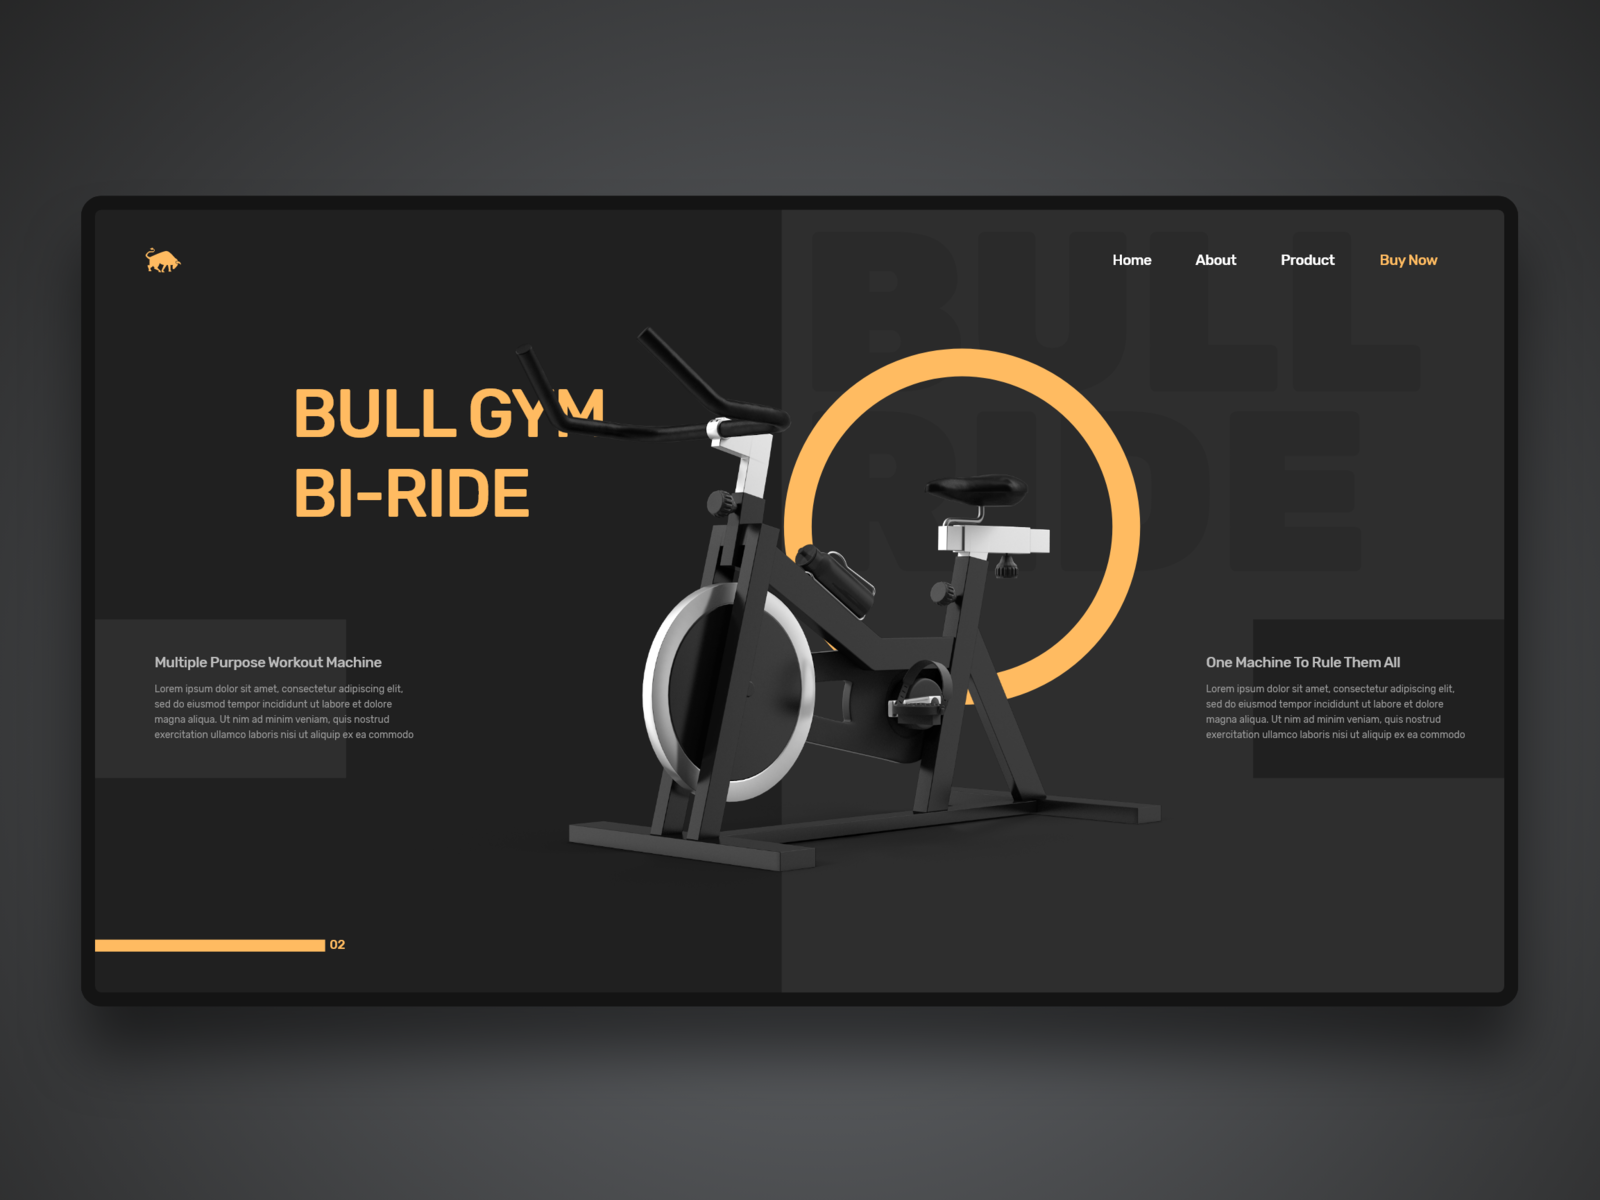 Home About Product Buy Now
BULL
RIDE
BULL GYM
BI-RIDE
Multiple Purpose Workout Machine
Lorem ipsum dolor sit amet, consectetur adipiscing elit,
sed do eiusmod tempor incididunt ut labore et dolore
magna aliqua. Ut nim ad minim veniam, quis nostrud
exercitation ullamco laboris nisi ut aliquip ex ea commodo
One Machine To Rule Them All
Lorem ipsum dolor sit amet, consectetur adipiscing elit,
sed do eiusmod tempor incididunt ut labore et dolore
magna aliqua. Ut nim ad minim veniam, quis nostrud
exercitation ullamco laboris nisi ut aliquip ex ea commodo
02